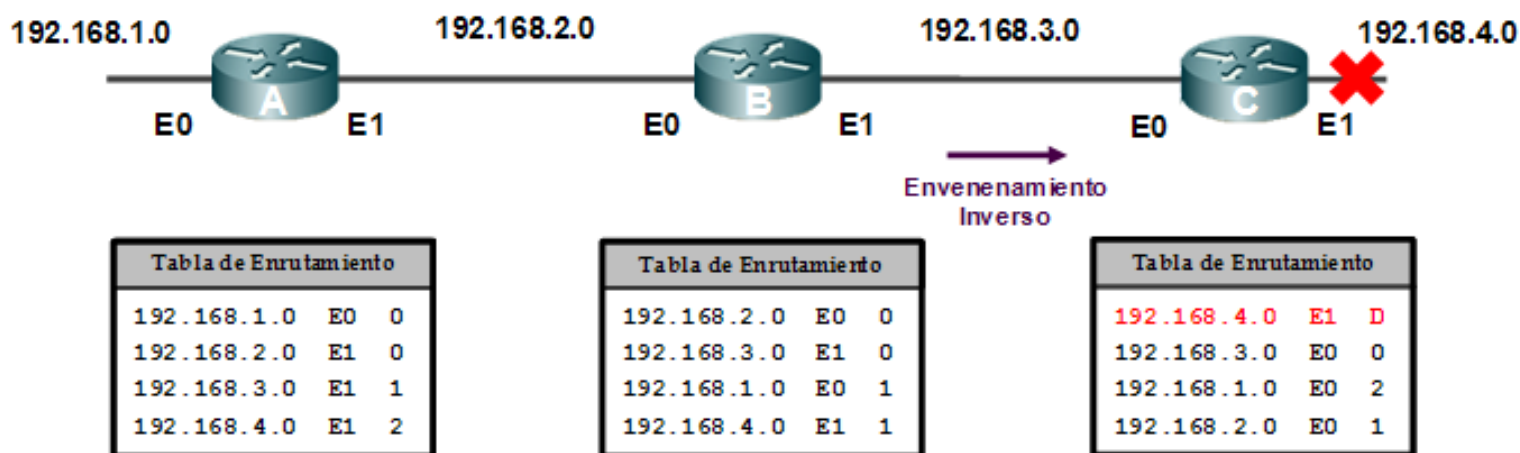 192.168.1.0
192.168.2.0
192.168.3.0
192.168.4.0
A
B
C
E0
E1
E0
E1
E0
E1
Envenenamiento
Inverso
Tabla de Enrutamiento
192.168.1.0 E0 0
192.168.2.0 E1 0
192.168.3.0 E1 1
192.168.4.0 E1 2
Tabla de Enrutamiento
192.168.2.0 E0 0
192.168.3.0 E1 0
192.168.1.0 E0 1
192.168.4.0 E1 1
Tabla de Enrutamiento
192.168.4.0 E1 D
192.168.3.0 E0 0
192.168.1.0 E0 2
192.168.2.0 E0 1